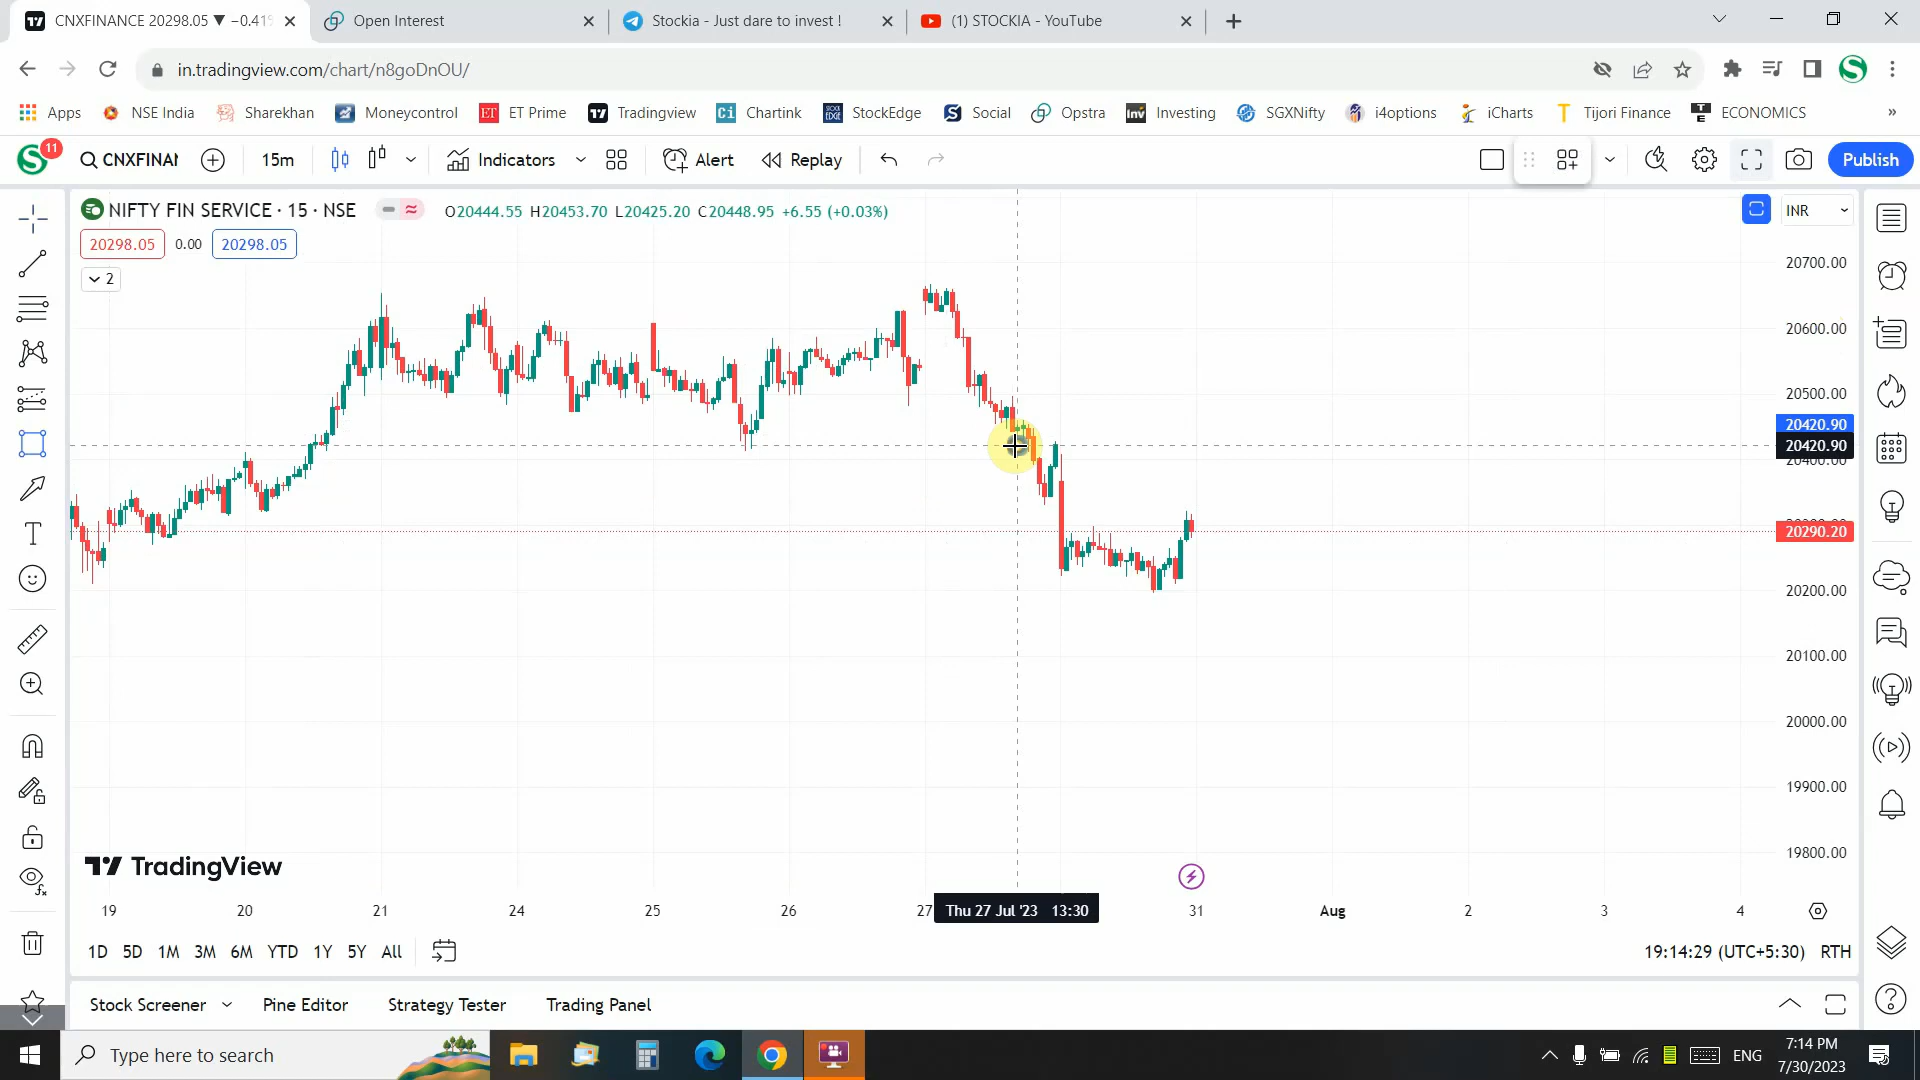 CNXFINANCE 20298.05 ▼ −0.41%
Open Interest
Stockia - Just dare to invest !
(1) STOCKIA - YouTube
in.tradingview.com/chart/n8goDnOU/
Apps
NSE India
Sharekhan
Moneycontrol
ET Prime
Tradingview
Chartink
StockEdge
Social
Opstra
Investing
SGXNifty
i4options
iCharts
Tijori Finance
ECONOMICS
»
11
CNXFINAN
15m
Indicators
Alert
Replay
Publish
NIFTY FIN SERVICE · 15 · NSE
O20444.55 H20453.70 L20425.20 C20448.95 +6.55 (+0.03%)
INR
20298.05 0.00 20298.05
2
20700.00
20600.00
20500.00
20420.90
20420.90
20400.00
20290.20
20200.00
20100.00
20000.00
19900.00
19800.00
TradingView
19 20 21 24 25 26 27 Thu 27 Jul '23 13:30 31 Aug 2 3 4
1D 5D 1M 3M 6M YTD 1Y 5Y All
19:14:29 (UTC+5:30) RTH
Stock Screener Pine Editor Strategy Tester Trading Panel
Type here to search
ENG
7:14 PM
7/30/2023